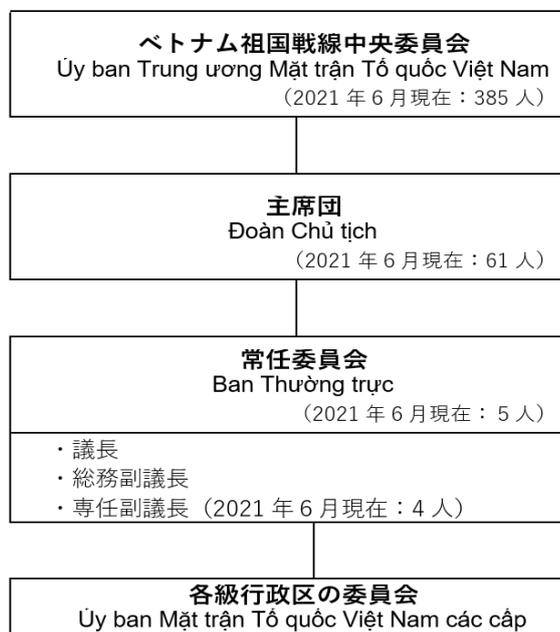 ベトナム祖国戦線中央委員会
Ủy ban Trung ương Mặt trận Tổ quốc Việt Nam
（2021 年 6 月現在：385 人）
主席団
Đoàn Chủ tịch
（2021 年 6 月現在：61 人）
常任委員会
Ban Thường trực
（2021 年 6 月現在： 5 人）
・議長
・総務副議長
・専任副議長（2021 年 6 月現在：4 人）
各級行政区の委員会
Ủy ban Mặt trận Tổ quốc Việt Nam các cấp